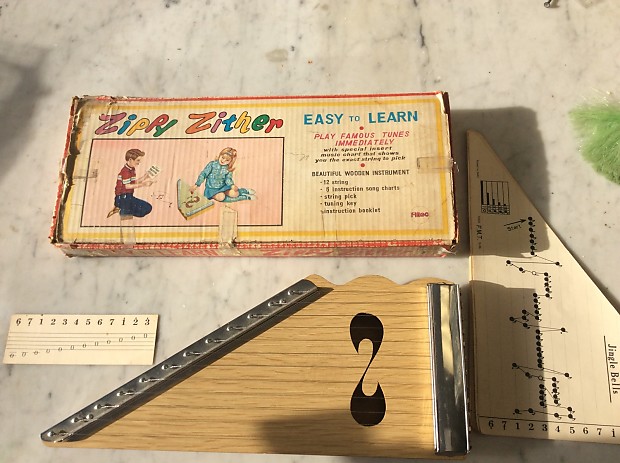 Zippy Zither
EASY TO LEARN
PLAY FAMOUS TUNES
IMMEDIATELY
with special insert
music chart that shows
you the exact string to pick
BEAUTIFUL WOODEN INSTRUMENT
· 12 string
· 5 instruction song charts
· string pick
· tuning key
instruction booklet
6 7 1 2 3 4 5 6 7 1 2 3
START
Jingle Bells
6 7 1 2 3 4 5 6 7 1